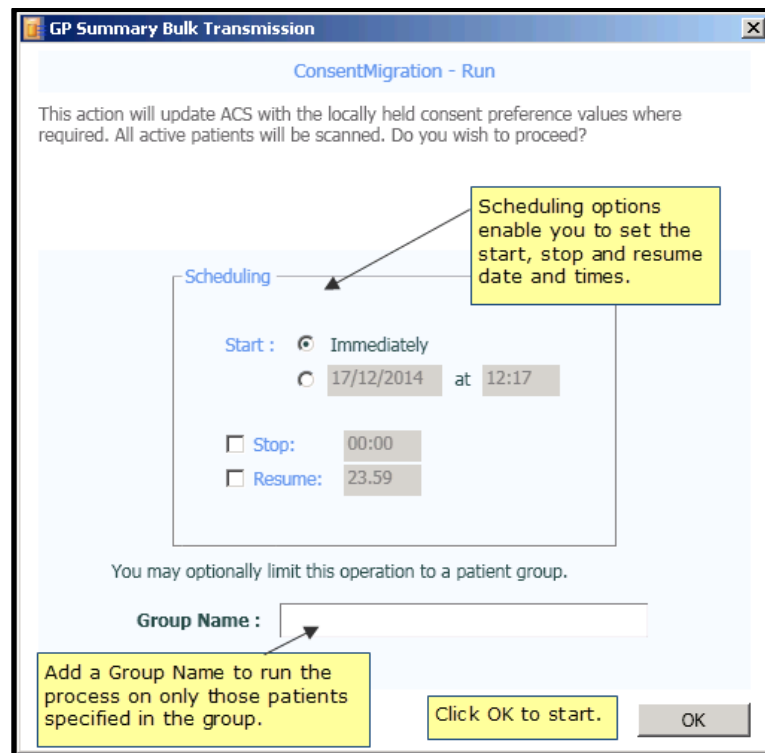 GP Summary Bulk Transmission
ConsentMigration - Run
This action will update ACS with the locally held consent preference values where
required. All active patients will be scanned. Do you wish to proceed?
Scheduling options
enable you to set the
start, stop and resume
date and times.
Scheduling
Start : Immediately
17/12/2014 at 12:17
Stop: 00:00
Resume: 23.59
You may optionally limit this operation to a patient group.
Group Name :
Add a Group Name to run the
process on only those patients
specified in the group.
Click OK to start.
OK